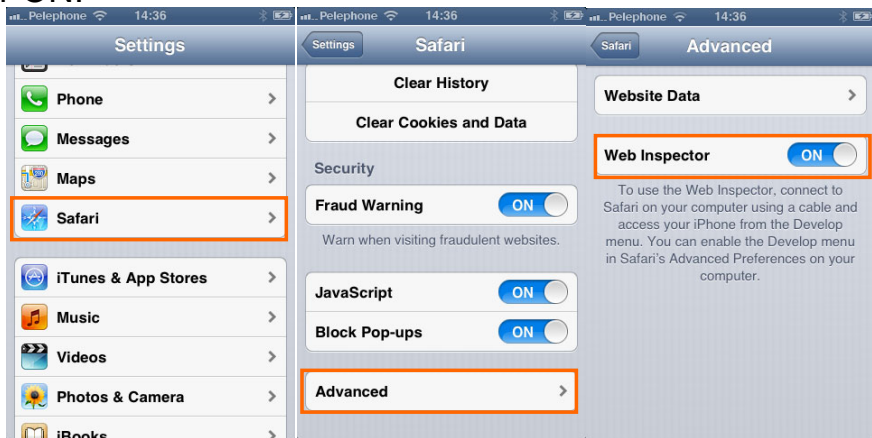 Pelephone 14:36
Settings
Phone
Messages
Maps
Safari
iTunes & App Stores
Music
Videos
Photos & Camera
iBooks
Pelephone 14:36
Settings
Safari
Clear History
Clear Cookies and Data
Security
Fraud Warning ON
Warn when visiting fraudulent websites.
JavaScript ON
Block Pop-ups ON
Advanced
Pelephone 14:36
Safari
Advanced
Website Data
Web Inspector ON
To use the Web Inspector, connect to
Safari on your computer using a cable and
access your iPhone from the Develop
menu. You can enable the Develop menu
in Safari's Advanced Preferences on your
computer.